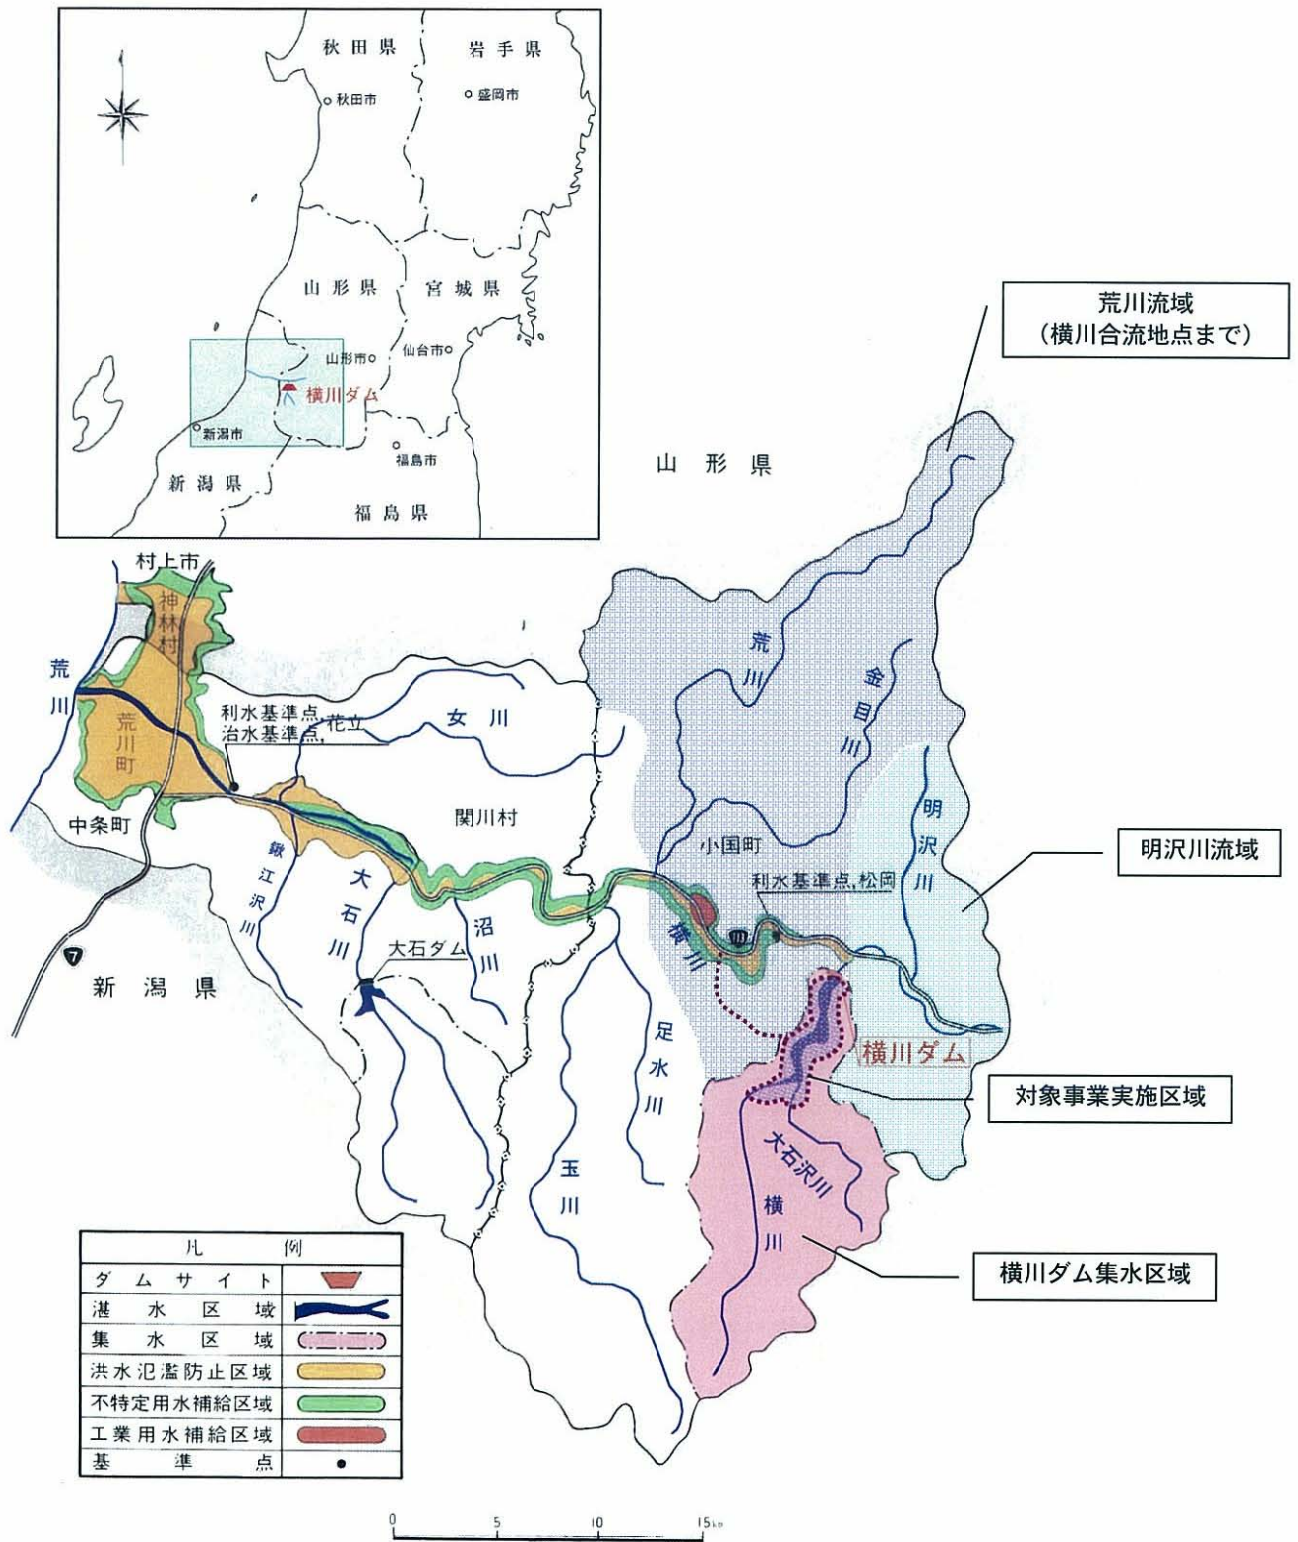 秋田県
岩手県
秋田市
盛岡市
山形県
宮城県
山形市
仙台市
横川ダム
新潟市
福島市
新潟県
福島県
荒川流域
(横川合流地点まで)
山形県
村上市
神林村
荒川
荒川町
利水基準点,花立
治水基準点,
女川
荒川
金目川
中条町
関川村
小国町
明沢川
明沢川流域
利水基準点,松岡
鍬江沢川
大石川
沼川
横川
113
大石ダム
7
新潟県
足水川
横川ダム
対象事業実施区域
玉川
大石沢川
横川
横川ダム集水区域
凡例
ダムサイト
湛水区域
集水区域
洪水氾濫防止区域
不特定用水補給区域
工業用水補給区域
基準点
0 5 10 15km